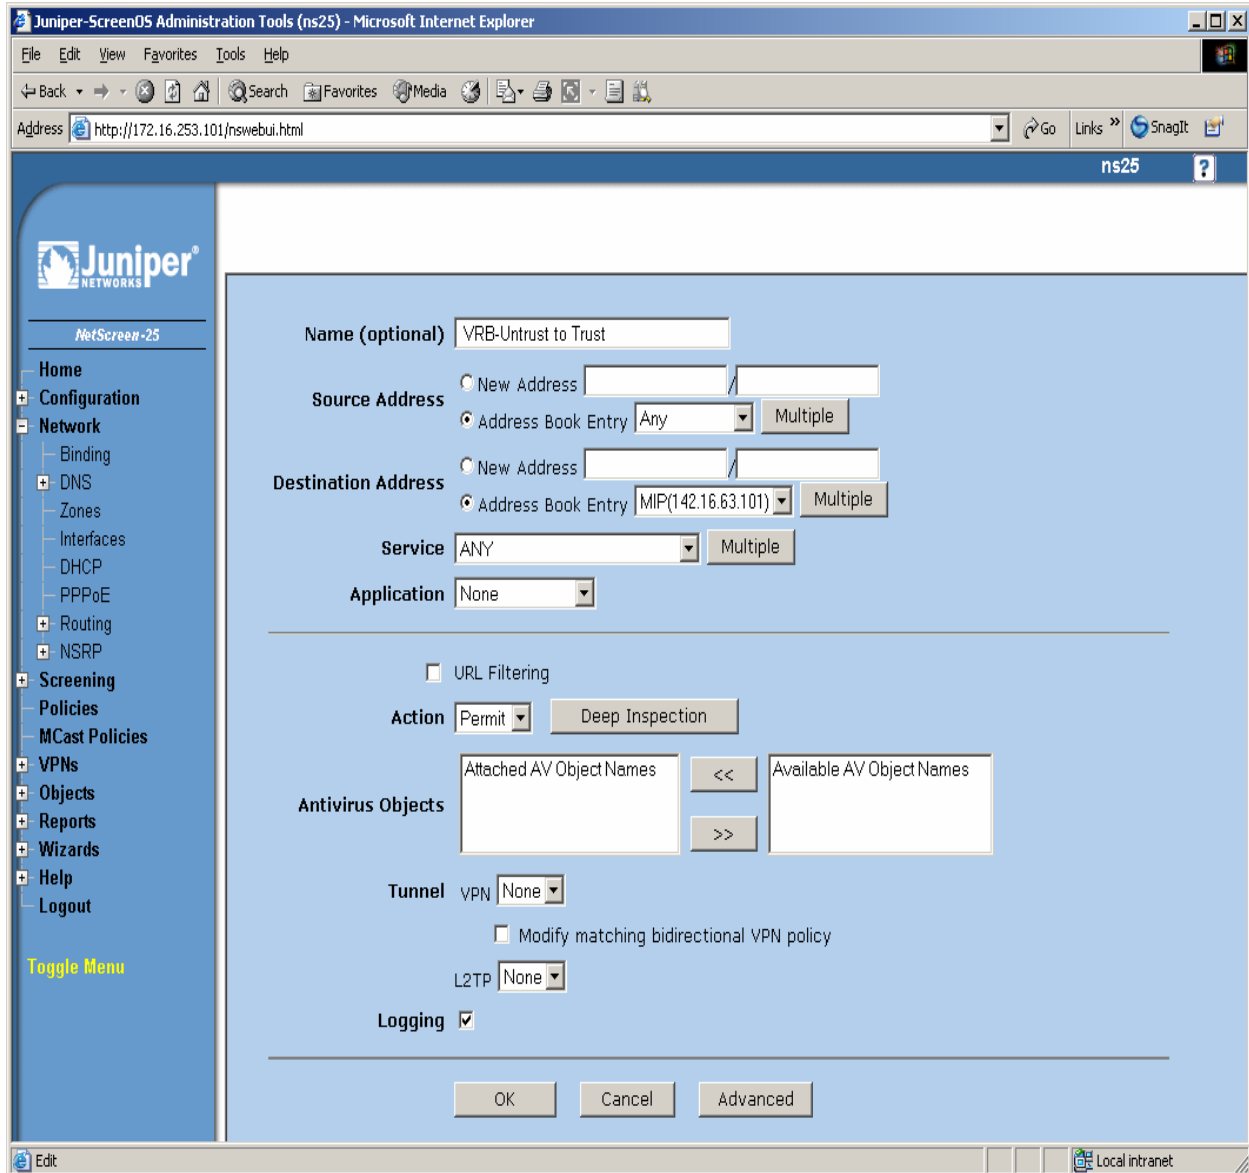 Juniper-ScreenOS Administration Tools (ns25) - Microsoft Internet Explorer
File Edit View Favorites Tools Help
Back Search Favorites Media
Address http://172.16.253.101/nswebui.html Go Links » SnagIt
ns25 ?
Juniper®
NETWORKS
NetScreen-25
Home
Configuration
Network
Binding
DNS
Zones
Interfaces
DHCP
PPPoE
Routing
NSRP
Screening
Policies
MCast Policies
VPNs
Objects
Reports
Wizards
Help
Logout
Toggle Menu
Name (optional) VRB-Untrust to Trust
Source Address
New Address /
Address Book Entry Any Multiple
Destination Address
New Address /
Address Book Entry MIP(142.16.63.101) Multiple
Service ANY Multiple
Application None
URL Filtering
Action Permit Deep Inspection
Antivirus Objects
Attached AV Object Names << Available AV Object Names
>>
Tunnel VPN None
Modify matching bidirectional VPN policy
L2TP None
Logging
OK Cancel Advanced
Edit Local intranet